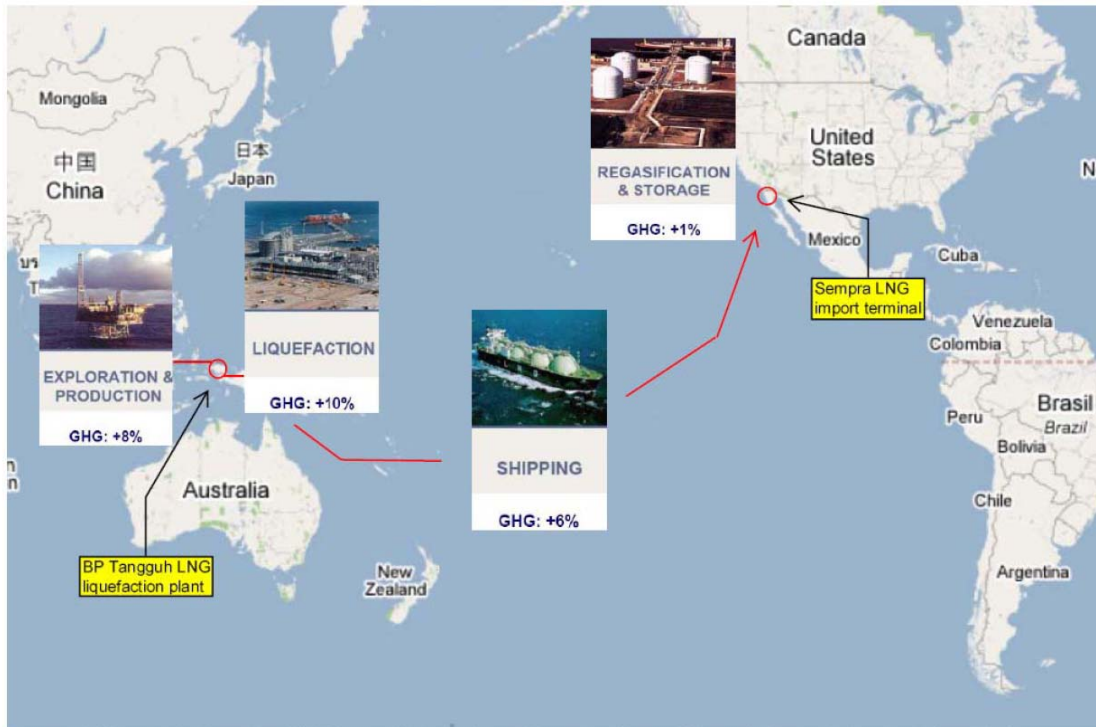 Canada
Mongolia
United
States
日本
Japan
中国
China
N
REGASIFICATION
& STORAGE
GHG: +1%
Mexico
Cuba
บร
T
Sempra LNG
import terminal
LIQUEFACTION
GHG: +10%
Venezuela
Colombia
EXPLORATION &
PRODUCTION
GHG: +8%
SHIPPING
GHG: +6%
Peru
Brasil
Brazil
Bolivia
n
n
Australia
Chile
BP Tangguh LNG
liquefaction plant
New
Zealand
Argentina